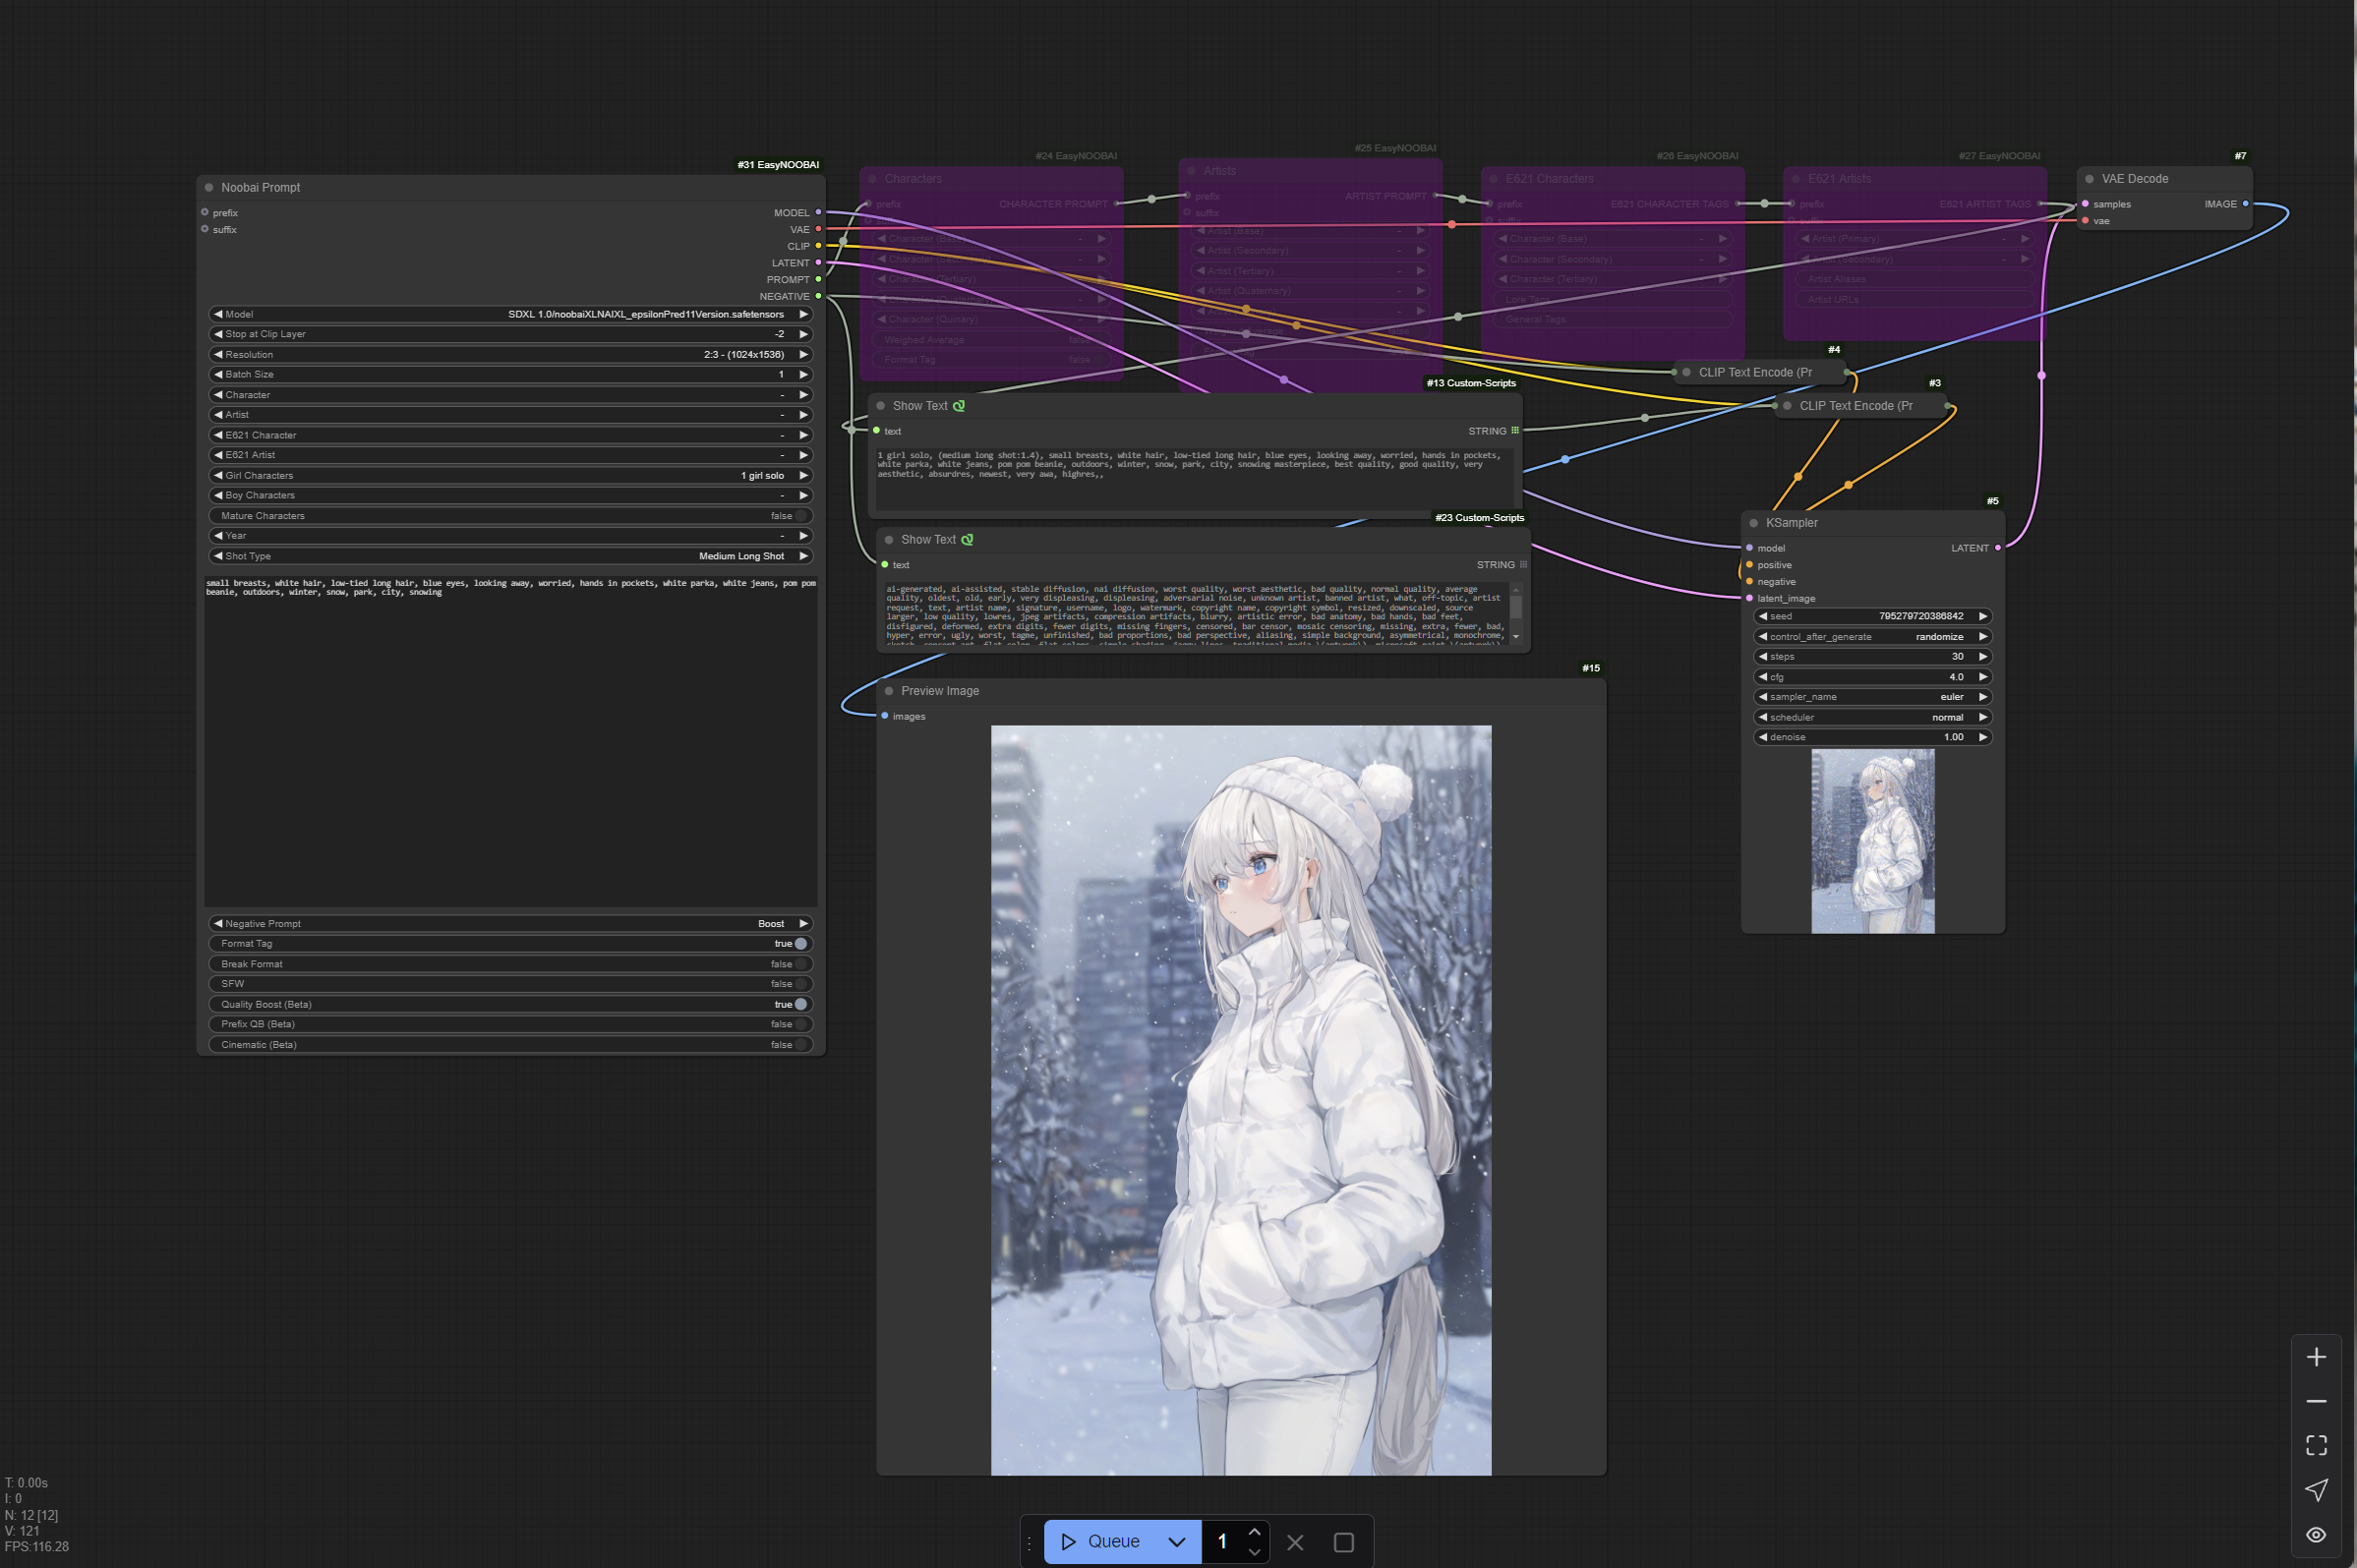 #31 EasyNOOBAI
Noobai Prompt
prefix
suffix
MODEL
VAE
CLIP
LATENT
PROMPT
NEGATIVE
Model SDXL 1.0/noobaiXLNAIXL_epsilonPred11Version.safetensors
Stop at Clip Layer -2
Resolution 2:3 - (1024x1536)
Batch Size 1
Character -
Artist -
E621 Character -
E621 Artist -
Girl Characters 1 girl solo
Boy Characters -
Mature Characters false
Year -
Shot Type Medium Long Shot
small breasts, white hair, low-tied long hair, blue eyes, looking away, worried, hands in pockets, white parka, white jeans, pom pom
beanie, outdoors, winter, snow, park, city, snowing
Negative Prompt Boost
Format Tag true
Break Format false
SFW false
Quality Boost (Beta) true
Prefix QB (Beta) false
Cinematic (Beta) false
#24 EasyNOOBAI
Characters
prefix CHARACTER PROMPT
Character (Base) -
Character (Tertiary)
Character (Quinary)
Weighed Average false
Format Tag false
#25 EasyNOOBAI
Artists
prefix ARTIST PROMPT
suffix
Artist (Base) -
Artist (Secondary) -
Artist (Tertiary) -
Artist (Quaternary) -
#26 EasyNOOBAI
E621 Characters
prefix E621 CHARACTER TAGS
Character (Base) -
Character (Secondary) -
Character (Tertiary) -
Lore Tags
General Tags
#27 EasyNOOBAI
E621 Artists
prefix E621 ARTIST TAGS
Artist (Primary) -
Artist (Secondary) -
Artist Aliases
Artist URLs
#7
VAE Decode
samples IMAGE
vae
#4
CLIP Text Encode (Pr
#3
CLIP Text Encode (Pr
#13 Custom-Scripts
Show Text
text STRING
1 girl solo, (medium long shot:1.4), small breasts, white hair, low-tied long hair, blue eyes, looking away, worried, hands in pockets,
white parka, white jeans, pom pom beanie, outdoors, winter, snow, park, city, snowing masterpiece, best quality, good quality, very
aesthetic, absurdres, newest, very awa, highres,,
#23 Custom-Scripts
Show Text
text STRING
ai-generated, ai-assisted, stable diffusion, nai diffusion, worst quality, worst aesthetic, bad quality, normal quality, average
quality, oldest, old, early, very displeasing, displeasing, adversarial noise, unknown artist, banned artist, what, off-topic, artist
request, text, artist name, signature, username, logo, watermark, copyright name, copyright symbol, resized, downscaled, source
larger, low quality, lowres, jpeg artifacts, compression artifacts, blurry, artistic error, bad anatomy, bad hands, bad feet,
disfigured, deformed, extra digits, fewer digits, missing fingers, censored, bar censor, mosaic censoring, missing, extra, fewer, bad,
hyper, error, ugly, worst, tagme, unfinished, bad proportions, bad perspective, aliasing, simple background, asymmetrical, monochrome,
#15
Preview Image
images
#5
KSampler
model LATENT
positive
negative
latent_image
seed 795279720386842
control_after_generate randomize
steps 30
cfg 4.0
sampler_name euler
scheduler normal
denoise 1.00
T: 0.00s
I: 0
N: 12 [12]
V: 121
FPS:116.28
Queue 1